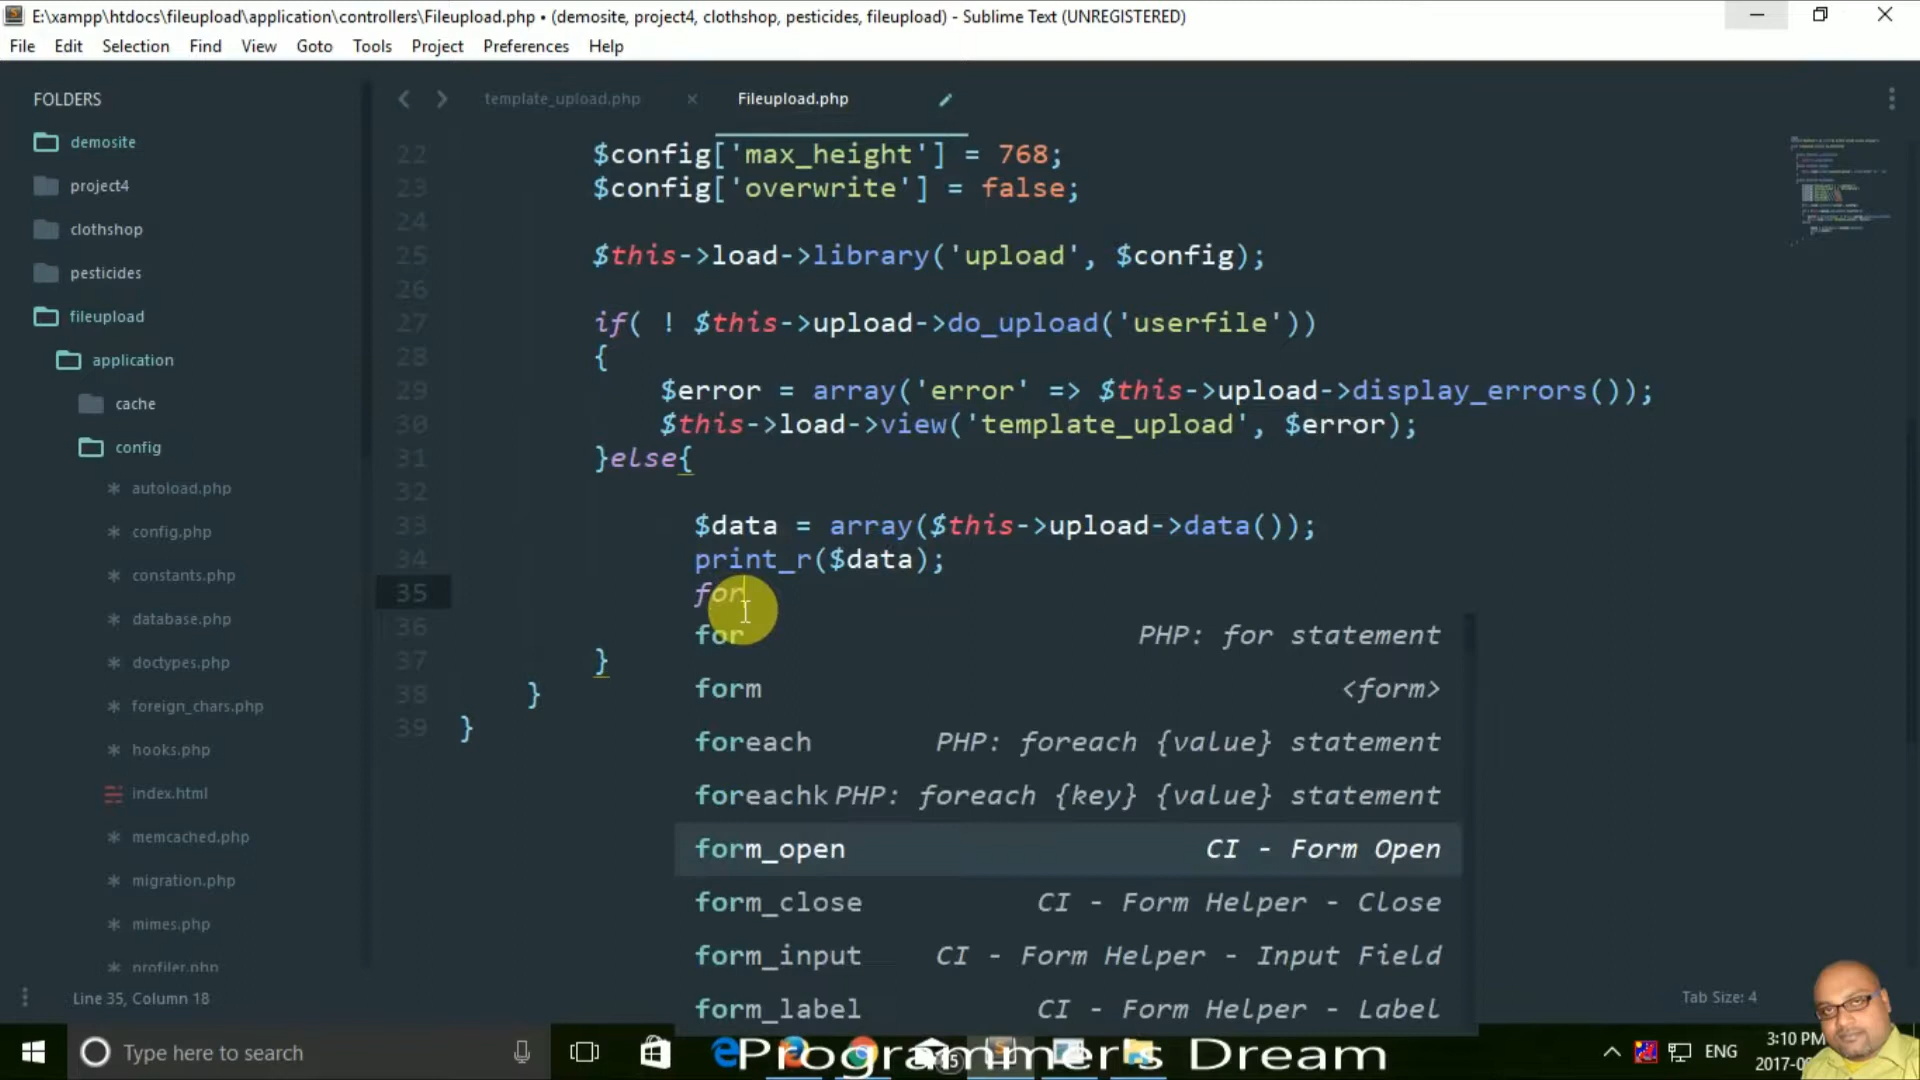 E:\xampp\htdocs\fileupload\application\controllers\Fileupload.php • (demosite, project4, clothshop, pesticides, fileupload) - Sublime Text (UNREGISTERED)
File Edit Selection Find View Goto Tools Project Preferences Help
FOLDERS
demosite
project4
clothshop
pesticides
fileupload
application
cache
config
autoload.php
config.php
constants.php
database.php
doctypes.php
foreign_chars.php
hooks.php
index.html
memcached.php
migration.php
mimes.php
profiler.php
template_upload.php Fileupload.php
22 $config['max_height'] = 768;
23 $config['overwrite'] = false;
24
25 $this->load->library('upload', $config);
26
27 if( ! $this->upload->do_upload('userfile'))
28 {
29 $error = array('error' => $this->upload->display_errors());
30 $this->load->view('template_upload', $error);
31 }else{
32
33 $data = array($this->upload->data());
34 print_r($data);
35 for
36
37 }
38 }
39 }
for PHP: for statement
form <form>
foreach PHP: foreach {value} statement
foreachk PHP: foreach {key} {value} statement
form_open CI - Form Open
form_close CI - Form Helper - Close
form_input CI - Form Helper - Input Field
form_label CI - Form Helper - Label
Line 35, Column 18
Tab Size: 4
Type here to search
Programmer's Dream
ENG
3:10 PM